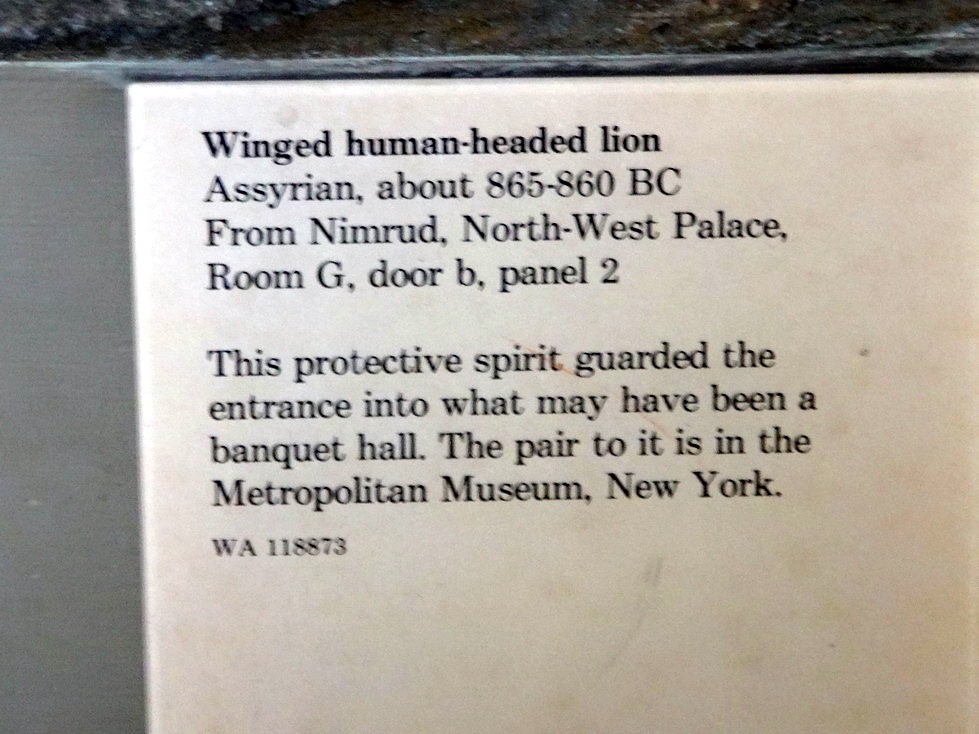 Winged human-headed lion
Assyrian, about 865-860 BC
From Nimrud, North-West Palace,
Room G, door b, panel 2
This protective spirit guarded the
entrance into what may have been a
banquet hall. The pair to it is in the
Metropolitan Museum, New York.
WA 118873